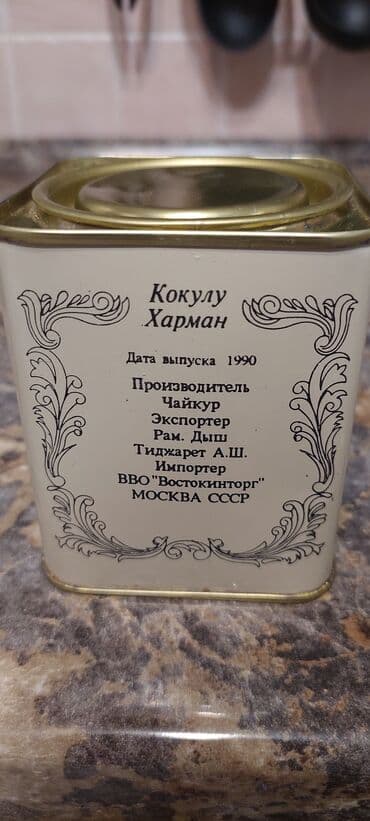 Кокулу
Харман
Дата выпуска 1990
Производитель
Чайкур
Экспортер
Рам. Дыш
Тиджарет А.Ш.
Импортер
ВВО "Востокинторг"
МОСКВА СССР